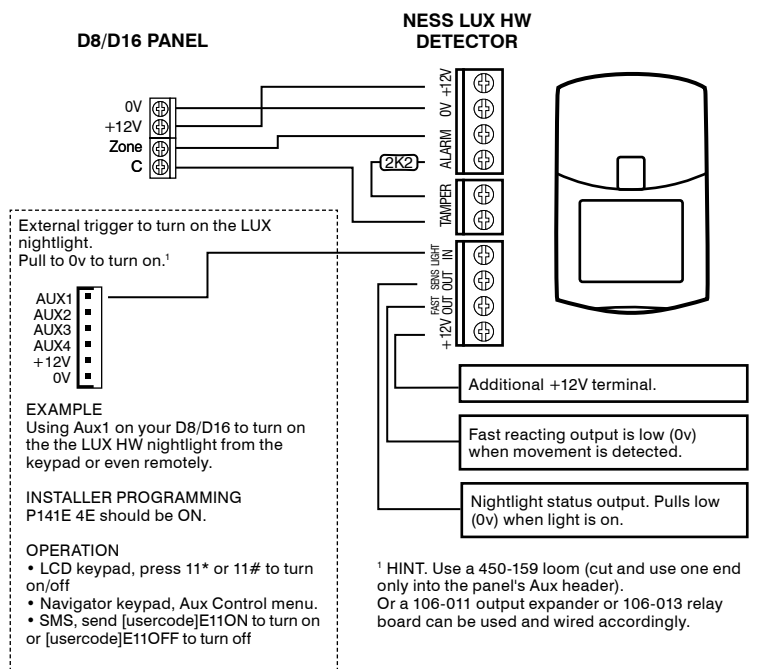 D8/D16 PANEL
NESS LUX HW
DETECTOR
0V
+12V
Zone
C
+12V
0V
ALARM
2K2
TAMPER
LIGHT
IN
SENS
OUT
FAST
OUT
+12V
External trigger to turn on the LUX
nightlight.
Pull to 0v to turn on.¹
AUX1
AUX2
AUX3
AUX4
+12V
0V
EXAMPLE
Using Aux1 on your D8/D16 to turn on
the the LUX HW nightlight from the
keypad or even remotely.
INSTALLER PROGRAMMING
P141E 4E should be ON.
OPERATION
• LCD keypad, press 11* or 11# to turn
on/off
• Navigator keypad, Aux Control menu.
• SMS, send [usercode]E11ON to turn on
or [usercode]E11OFF to turn off
Additional +12V terminal.
Fast reacting output is low (0v)
when movement is detected.
Nightlight status output. Pulls low
(0v) when light is on.
¹ HINT. Use a 450-159 loom (cut and use one end
only into the panel's Aux header).
Or a 106-011 output expander or 106-013 relay
board can be used and wired accordingly.